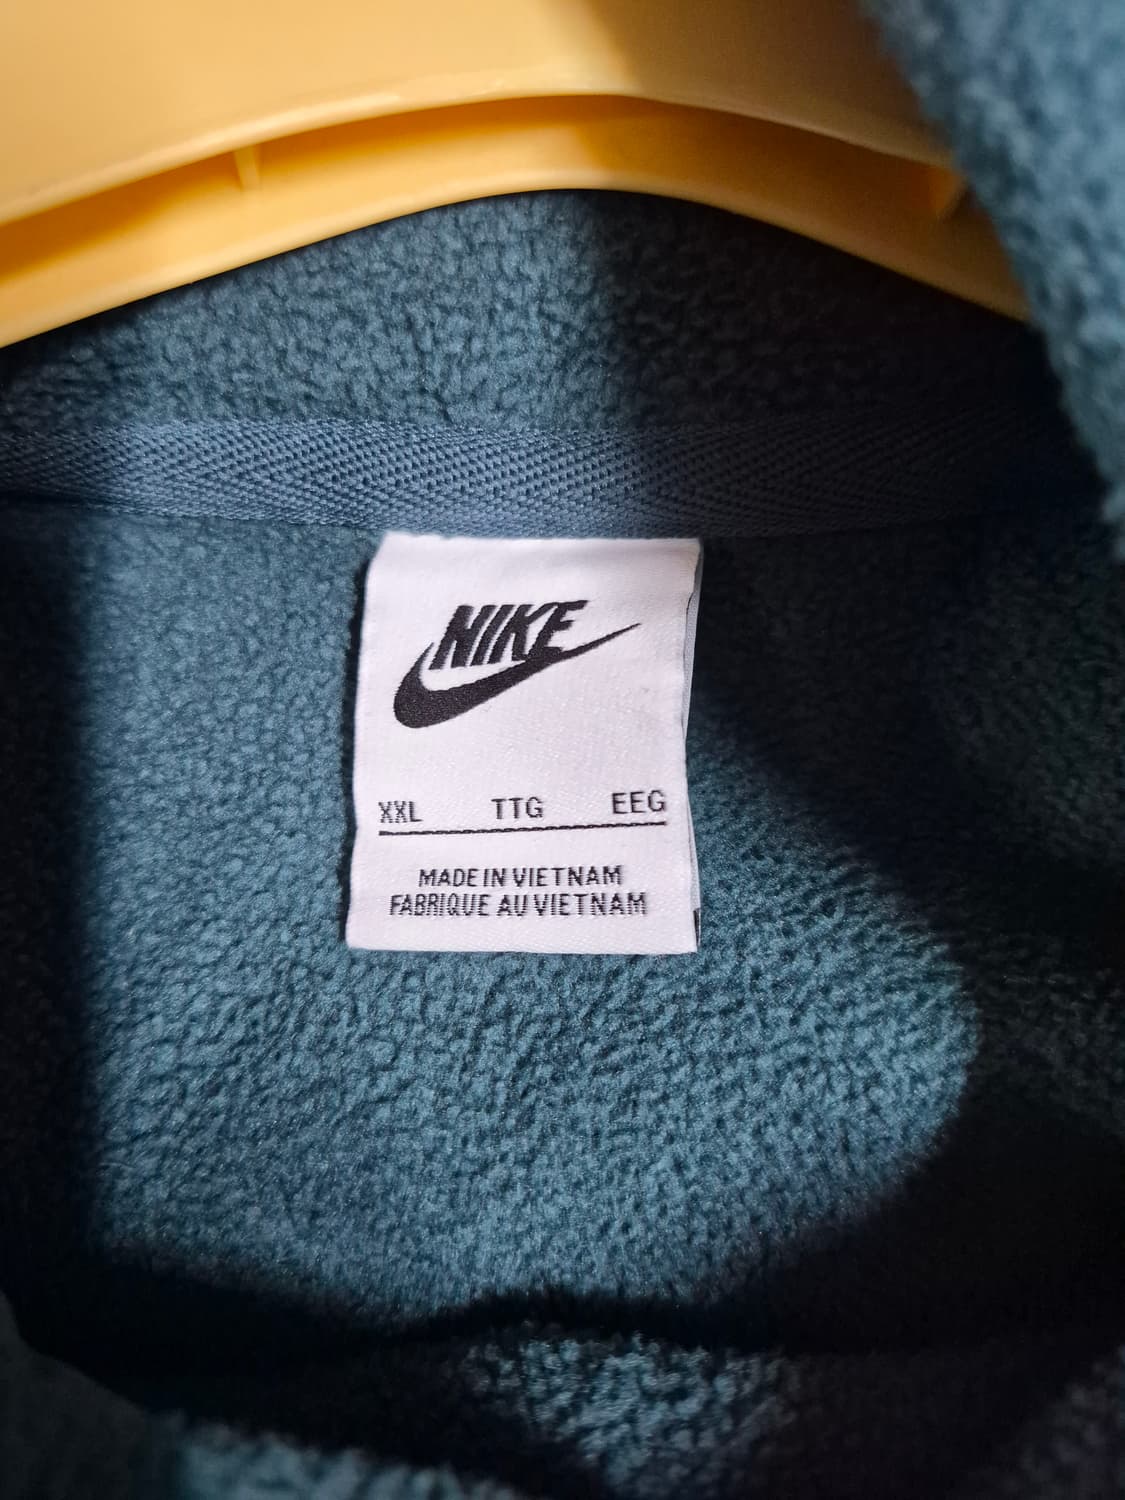 NIKE
XXL TTG EEG
MADE IN VIETNAM
FABRIQUE AU VIETNAM